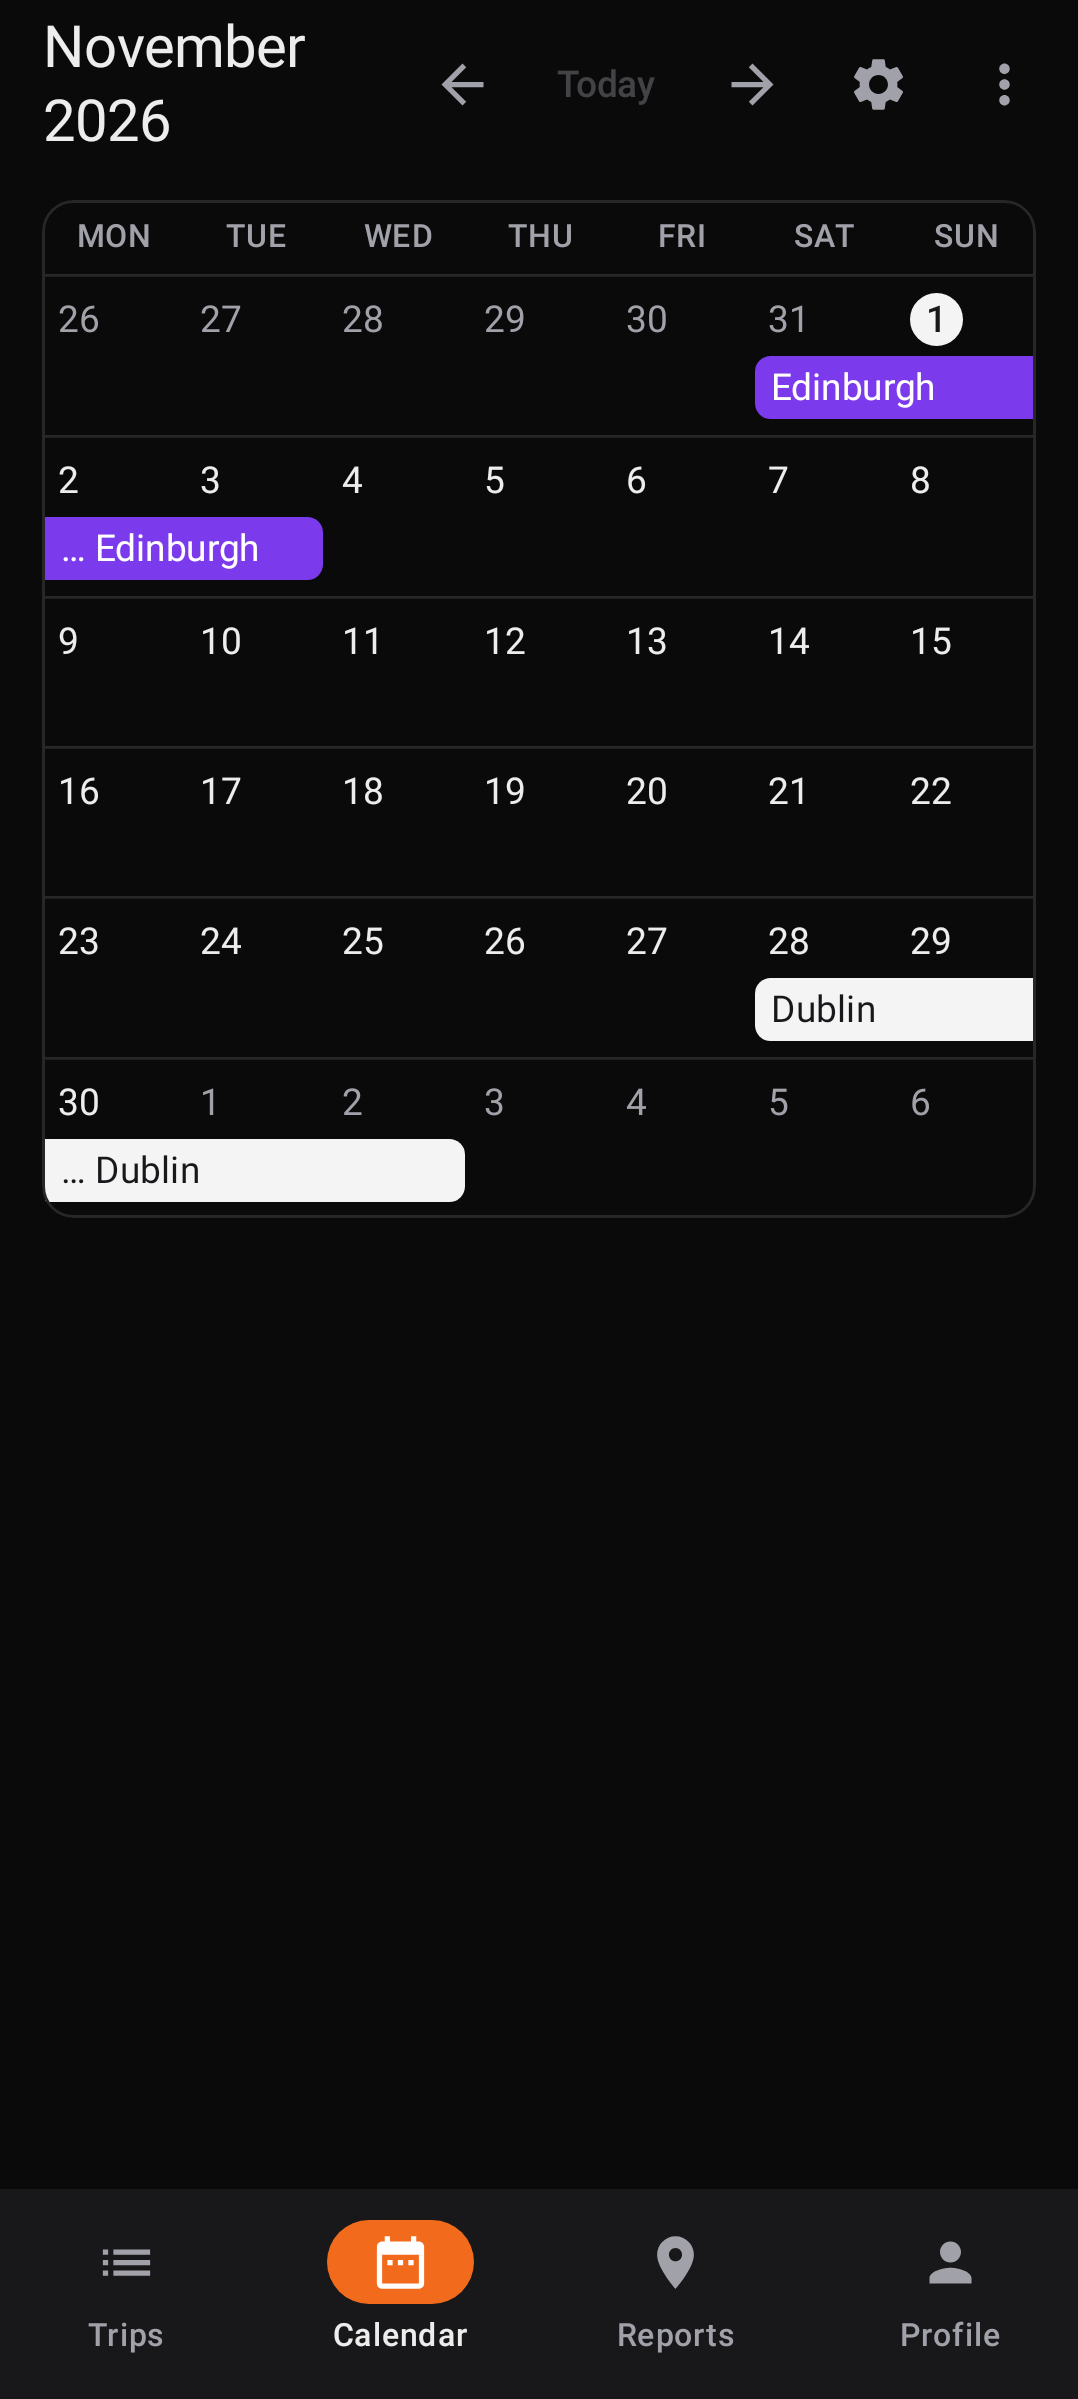 November
2026
Today
MON TUE WED THU FRI SAT SUN
26 27 28 29 30 31 1
Edinburgh
2 3 4 5 6 7 8
... Edinburgh
9 10 11 12 13 14 15
16 17 18 19 20 21 22
23 24 25 26 27 28 29
Dublin
30 1 2 3 4 5 6
... Dublin
Trips Calendar Reports Profile